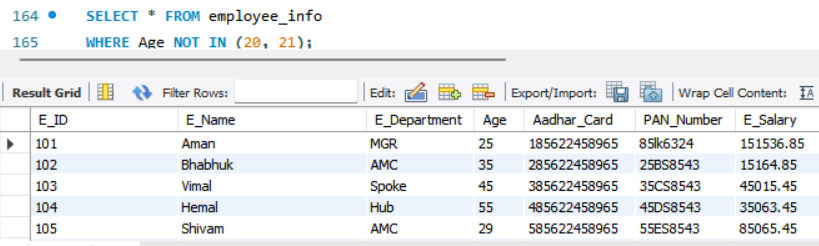 164 SELECT * FROM employee_info
165 WHERE Age NOT IN (20, 21);
Result Grid Filter Rows: Edit: Export/Import: Wrap Cell Content: IA
E_ID E_Name E_Department Age Aadhar_Card PAN_Number E_Salary
101 Aman MGR 25 185622458965 85lk6324 151536.85
102 Bhabhuk AMC 35 285622458965 25BS8543 15164.85
103 Vimal Spoke 45 385622458965 35CS8543 45015.45
104 Hemal Hub 55 485622458965 45DS8543 35063.45
105 Shivam AMC 29 585622458965 55ES8543 85065.45